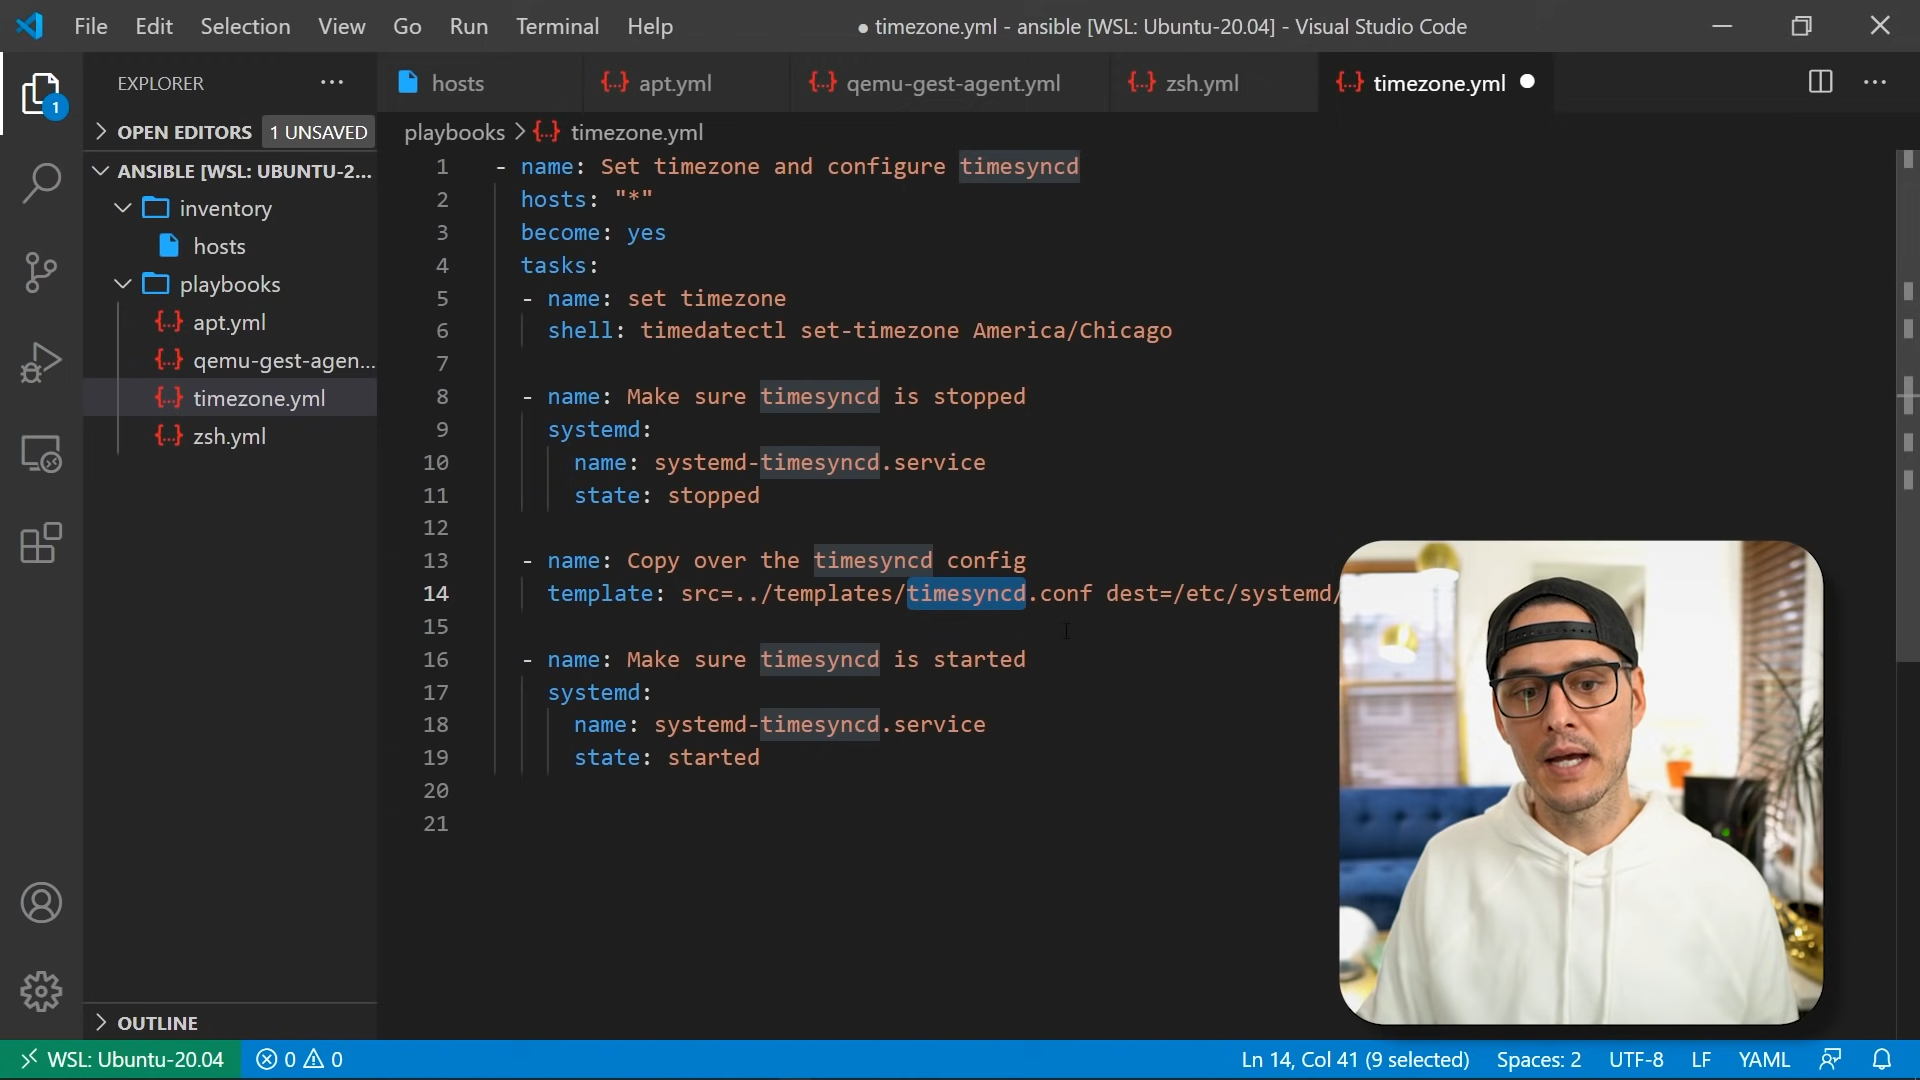 File Edit Selection View Go Run Terminal Help
● timezone.yml - ansible [WSL: Ubuntu-20.04] - Visual Studio Code
EXPLORER
hosts
apt.yml
qemu-gest-agent.yml
zsh.yml
timezone.yml
OPEN EDITORS 1 UNSAVED
playbooks > timezone.yml
1
ANSIBLE [WSL: UBUNTU-2...
inventory
hosts
playbooks
apt.yml
qemu-gest-agen...
timezone.yml
zsh.yml
OUTLINE
1 - name: Set timezone and configure timesyncd
2 hosts: "*"
3 become: yes
4 tasks:
5 - name: set timezone
6 shell: timedatectl set-timezone America/Chicago
7
8 - name: Make sure timesyncd is stopped
9 systemd:
10 name: systemd-timesyncd.service
11 state: stopped
12
13 - name: Copy over the timesyncd config
14 template: src=../templates/timesyncd.conf dest=/etc/systemd/
15
16 - name: Make sure timesyncd is started
17 systemd:
18 name: systemd-timesyncd.service
19 state: started
20
21
WSL: Ubuntu-20.04 0 0 Ln 14, Col 41 (9 selected) Spaces: 2 UTF-8 LF YAML